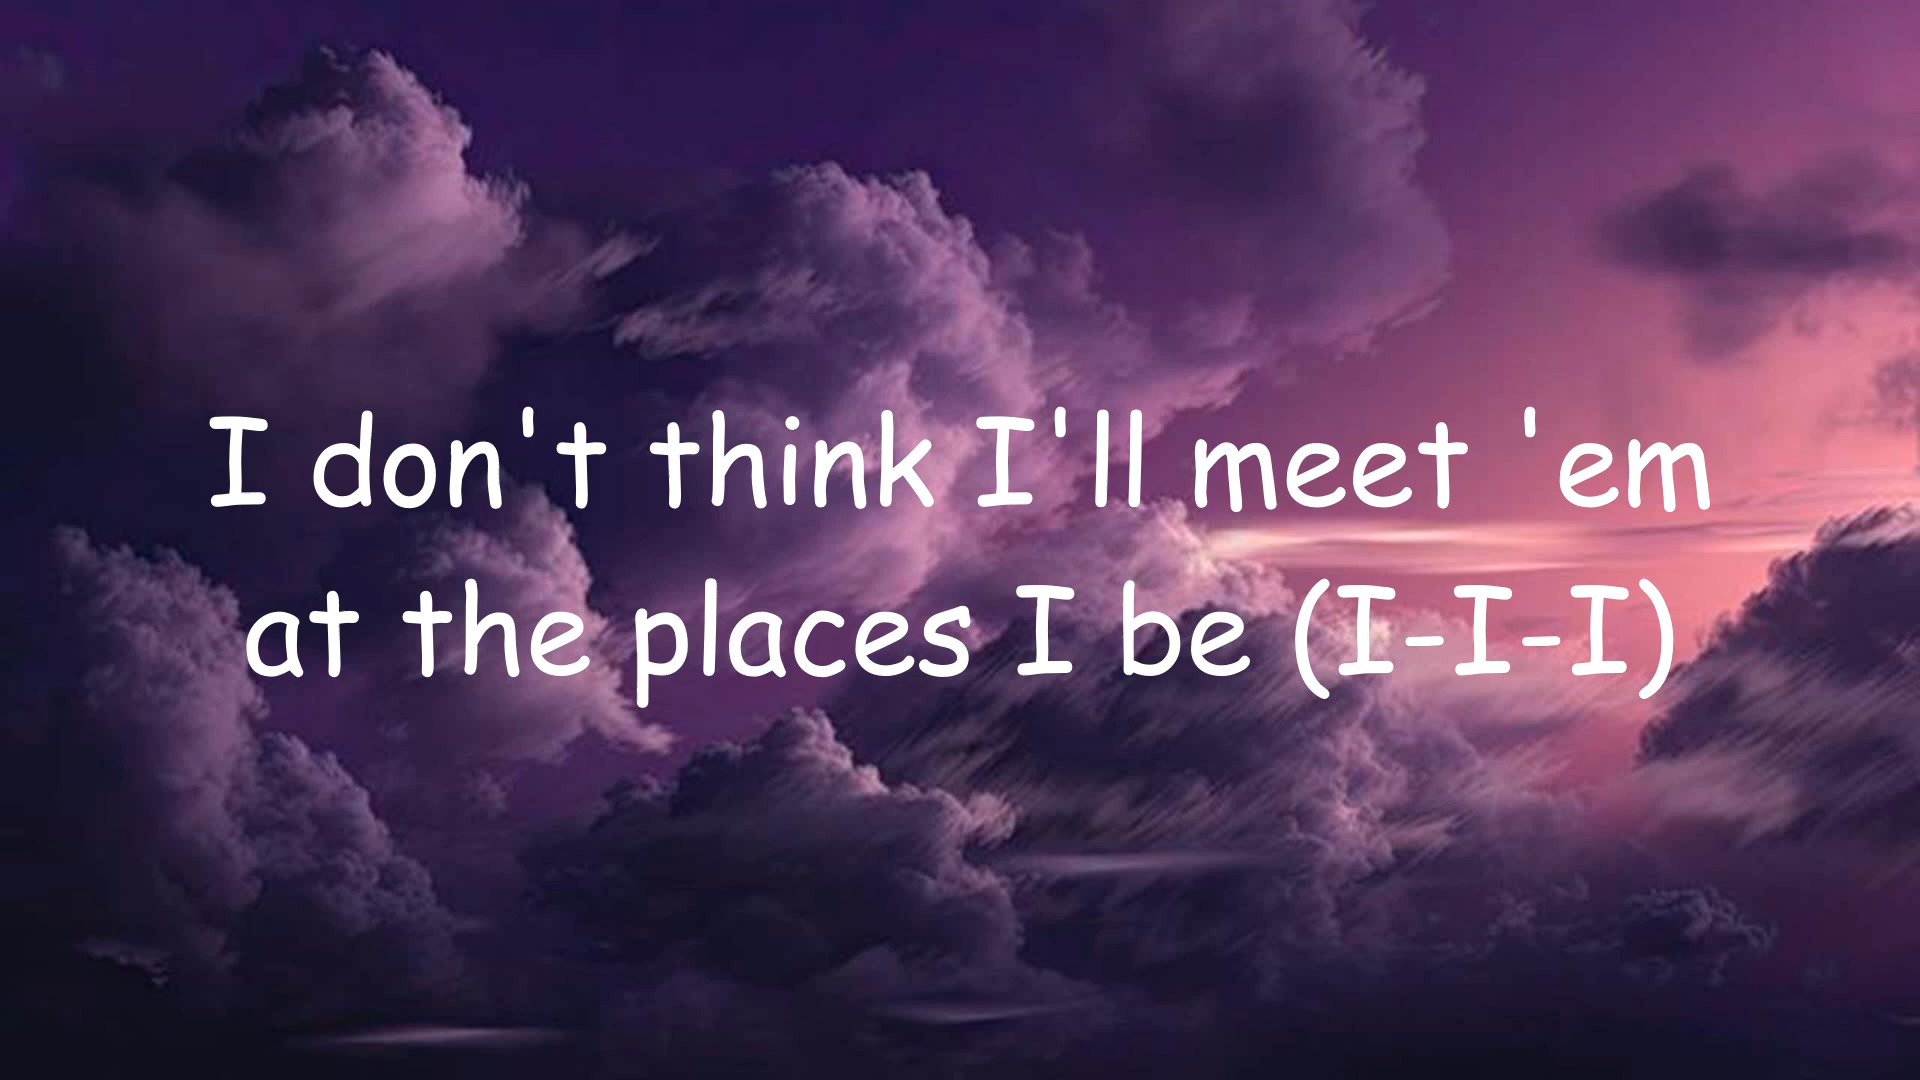 I don't think I'll meet 'em
at the places I be (I-I-I)